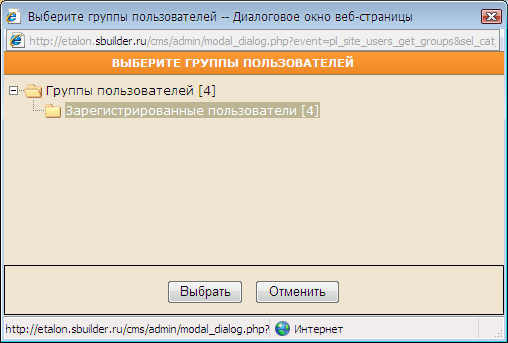 Выберите группы пользователей -- Диалоговое окно веб-страницы
http://etalon.sbuilder.ru/cms/admin/modal_dialog.php?event=pl_site_users_get_groups&sel_cat_
ВЫБЕРИТЕ ГРУППЫ ПОЛЬЗОВАТЕЛЕЙ
Группы пользователей [4]
Зарегистрированные пользователи [4]
Выбрать Отменить
http://etalon.sbuilder.ru/cms/admin/modal_dialog.php? Интернет